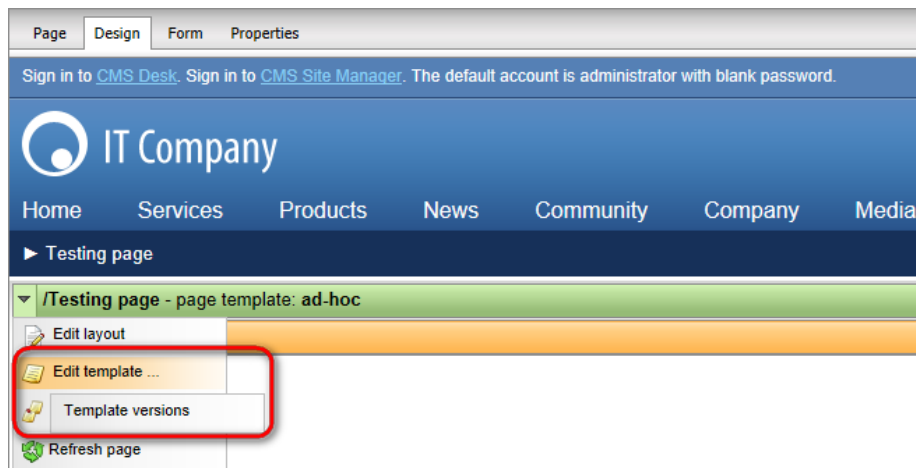 Page Design Form Properties
Sign in to CMS Desk. Sign in to CMS Site Manager. The default account is administrator with blank password.
IT Company
Home Services Products News Community Company Media
► Testing page
/Testing page - page template: ad-hoc
Edit layout
Edit template ...
Template versions
Refresh page